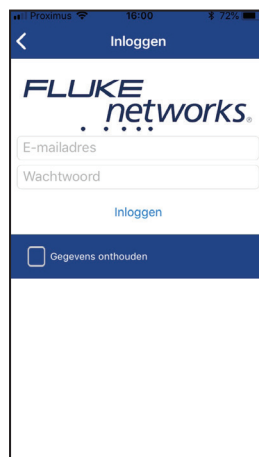 Proximus 16:00 72%
Inloggen
FLUKE
networks®
E-mailadres
Wachtwoord
Inloggen
Gegevens onthouden